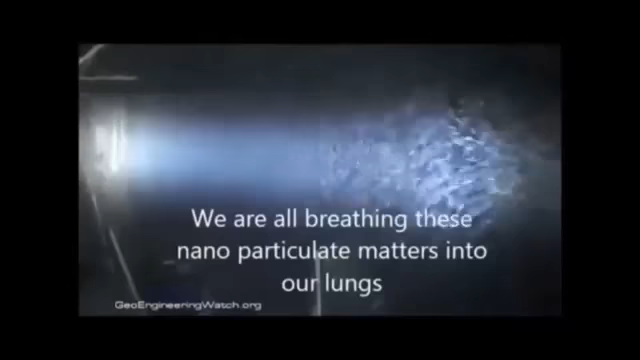 We are all breathing these
nano particulate matters into
our lungs
GeoEngineeringWatch.org